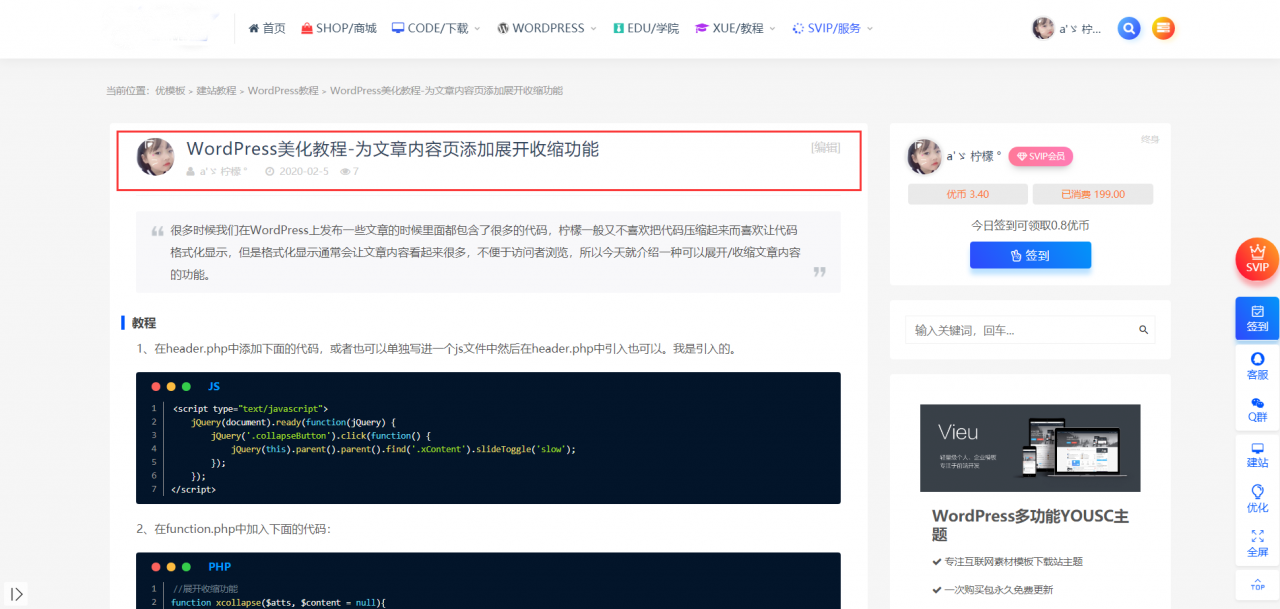 首页 SHOP/商城 CODE/下载 WORDPRESS EDU/学院 XUE/教程 SVIP/服务 a'ゞ 柠...
当前位置：优模板 > 建站教程 > WordPress教程 > WordPress美化教程-为文章内容页添加展开收缩功能
WordPress美化教程-为文章内容页添加展开收缩功能 [编辑]
a'ゞ 柠檬 ° 2020-02-5 7
很多时候我们在WordPress上发布一些文章的时候里面都包含了很多的代码，柠檬一般又不喜欢把代码压缩起来而喜欢让代码
格式化显示，但是格式化显示通常会让文章内容看起来很多，不便于访问者浏览，所以今天就介绍一种可以展开/收缩文章内容
的功能。
教程
1、在header.php中添加下面的代码，或者也可以单独写进一个js文件中然后在header.php中引入也可以。我是引入的。
JS
1 <script type="text/javascript">
2 jQuery(document).ready(function(jQuery) {
3 jQuery('.collapseButton').click(function() {
4 jQuery(this).parent().parent().find('.xContent').slideToggle('slow');
5 });
6 });
7 </script>
2、在function.php中加入下面的代码：
PHP
1 //展开收缩功能
2 function xcollapse($atts, $content = null){
终身
a'ゞ 柠檬 ° SVIP会员
优币 3.40 已消费 199.00
今日签到可领取0.8优币
签到
输入关键词，回车...
Vieu
轻量级个人、企业博客
专注于前端开发
WordPress多功能YOUSC主
题
专注互联网素材模板下载站主题
一次购买包永久免费更新
SVIP
签到
客服
Q群
建站
优化
全屏
TOP